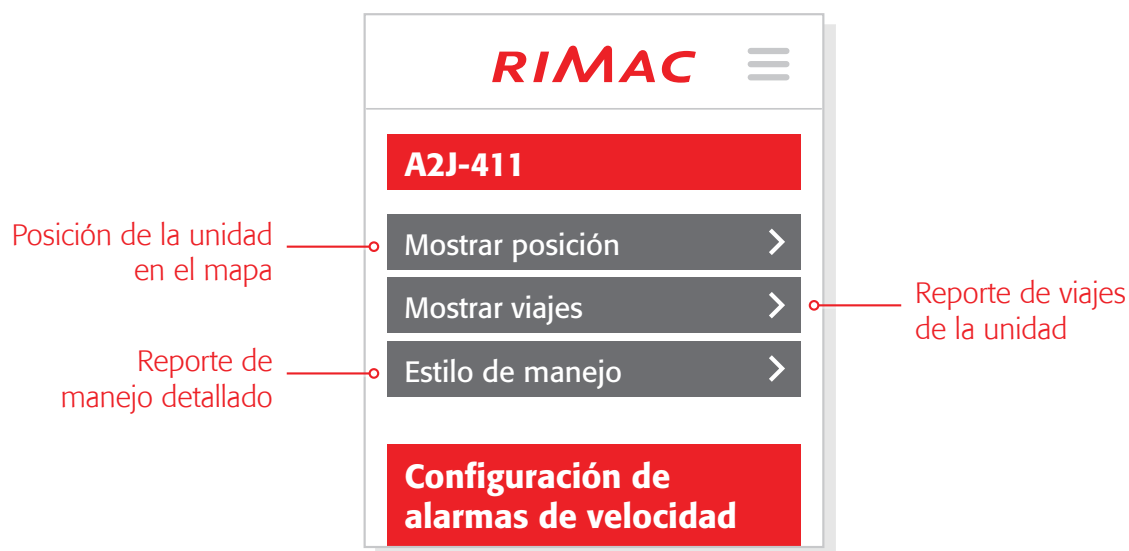 RIMAC
A2J-411
Posición de la unidad
en el mapa
Mostrar posición
Mostrar viajes
Reporte de viajes
de la unidad
Reporte de
manejo detallado
Estilo de manejo
Configuración de
alarmas de velocidad